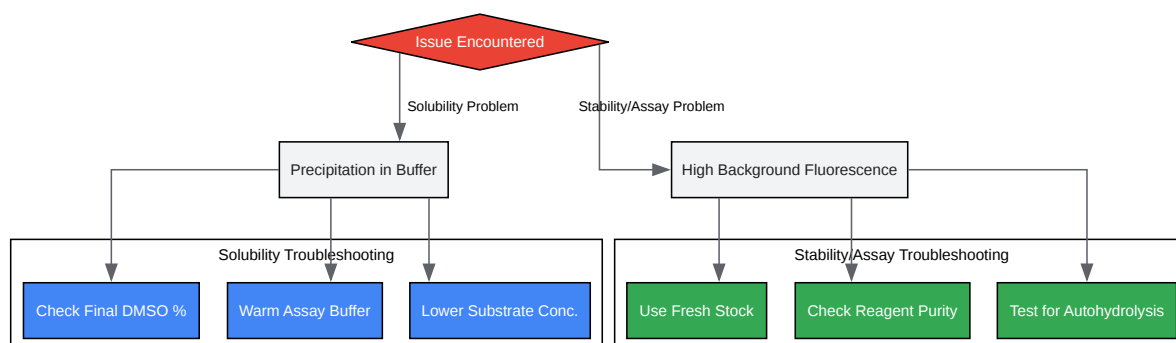 Issue Encountered
Solubility Problem
Stability/Assay Problem
Precipitation in Buffer
High Background Fluorescence
Solubility Troubleshooting
Stability/Assay Troubleshooting
Check Final DMSO %
Warm Assay Buffer
Lower Substrate Conc.
Use Fresh Stock
Check Reagent Purity
Test for Autohydrolysis